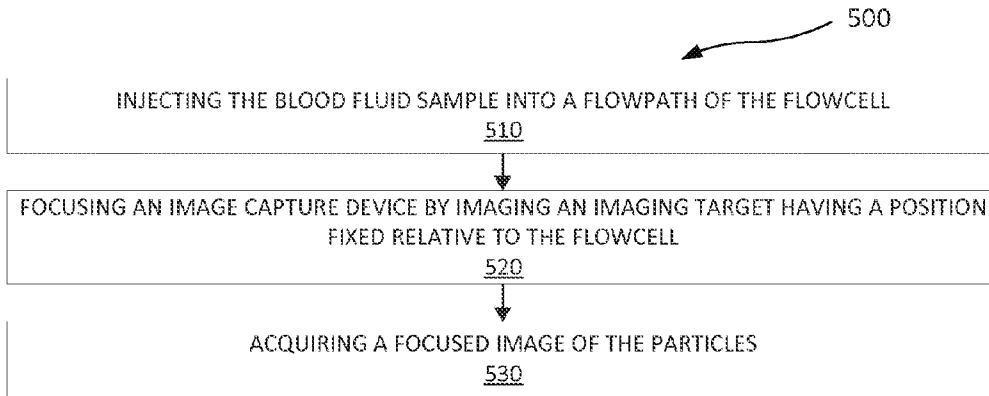 500
INJECTING THE BLOOD FLUID SAMPLE INTO A FLOWPATH OF THE FLOWCELL
510
FOCUSING AN IMAGE CAPTURE DEVICE BY IMAGING AN IMAGING TARGET HAVING A POSITION
FIXED RELATIVE TO THE FLOWCELL
520
ACQUIRING A FOCUSED IMAGE OF THE PARTICLES
530